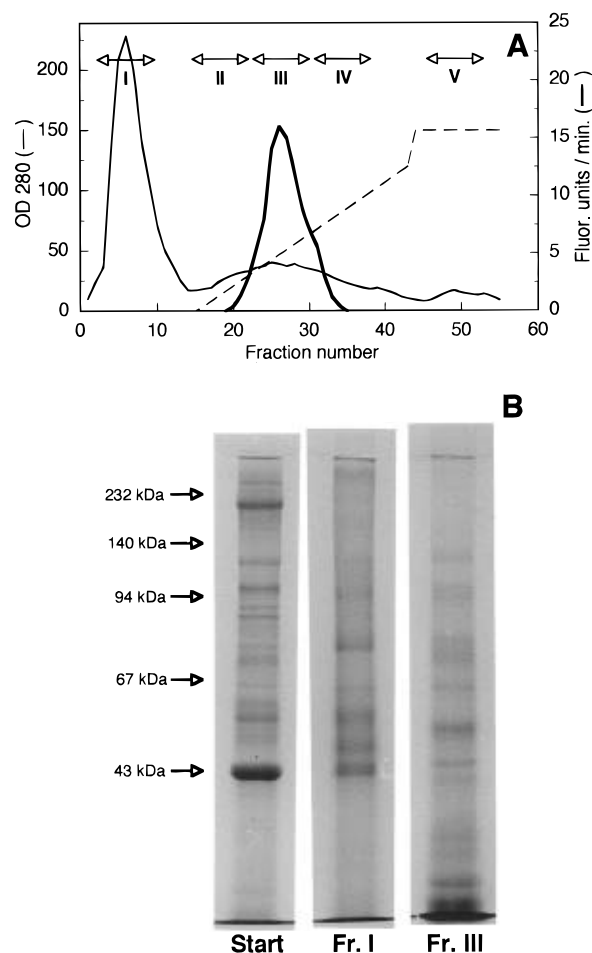 A
25
20
15
10
5
0
200
150
100
50
0
I
II
III
IV
V
OD 280 (—)
Fluor. units / min. (—)
0
10
20
30
40
50
60
Fraction number
B
232 kDa
140 kDa
94 kDa
67 kDa
43 kDa
Start
Fr. I
Fr. III